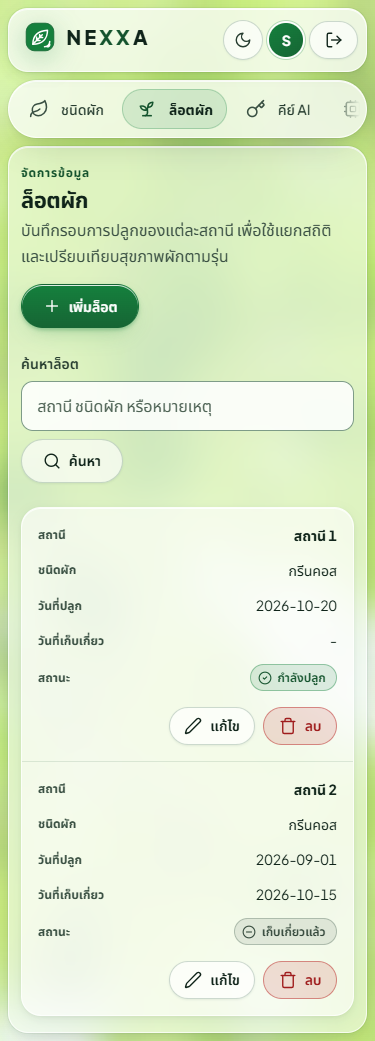 NEXXA
S
ชนิดผัก
ล็อตผัก
คีย์ AI
จัดการข้อมูล
ล็อตผัก
บันทึกรอบการปลูกของแต่ละสถานี เพื่อใช้แยกสถิติ
และเปรียบเทียบสุขภาพผักตามรุ่น
เพิ่มล็อต
ค้นหาล็อต
สถานี ชนิดผัก หรือหมายเหตุ
ค้นหา
สถานี สถานี 1
ชนิดผัก กรีนคอส
วันที่ปลูก 2026-10-20
วันที่เก็บเกี่ยว -
สถานะ กำลังปลูก
แก้ไข ลบ
สถานี สถานี 2
ชนิดผัก กรีนคอส
วันที่ปลูก 2026-09-01
วันที่เก็บเกี่ยว 2026-10-15
สถานะ เก็บเกี่ยวแล้ว
แก้ไข ลบ